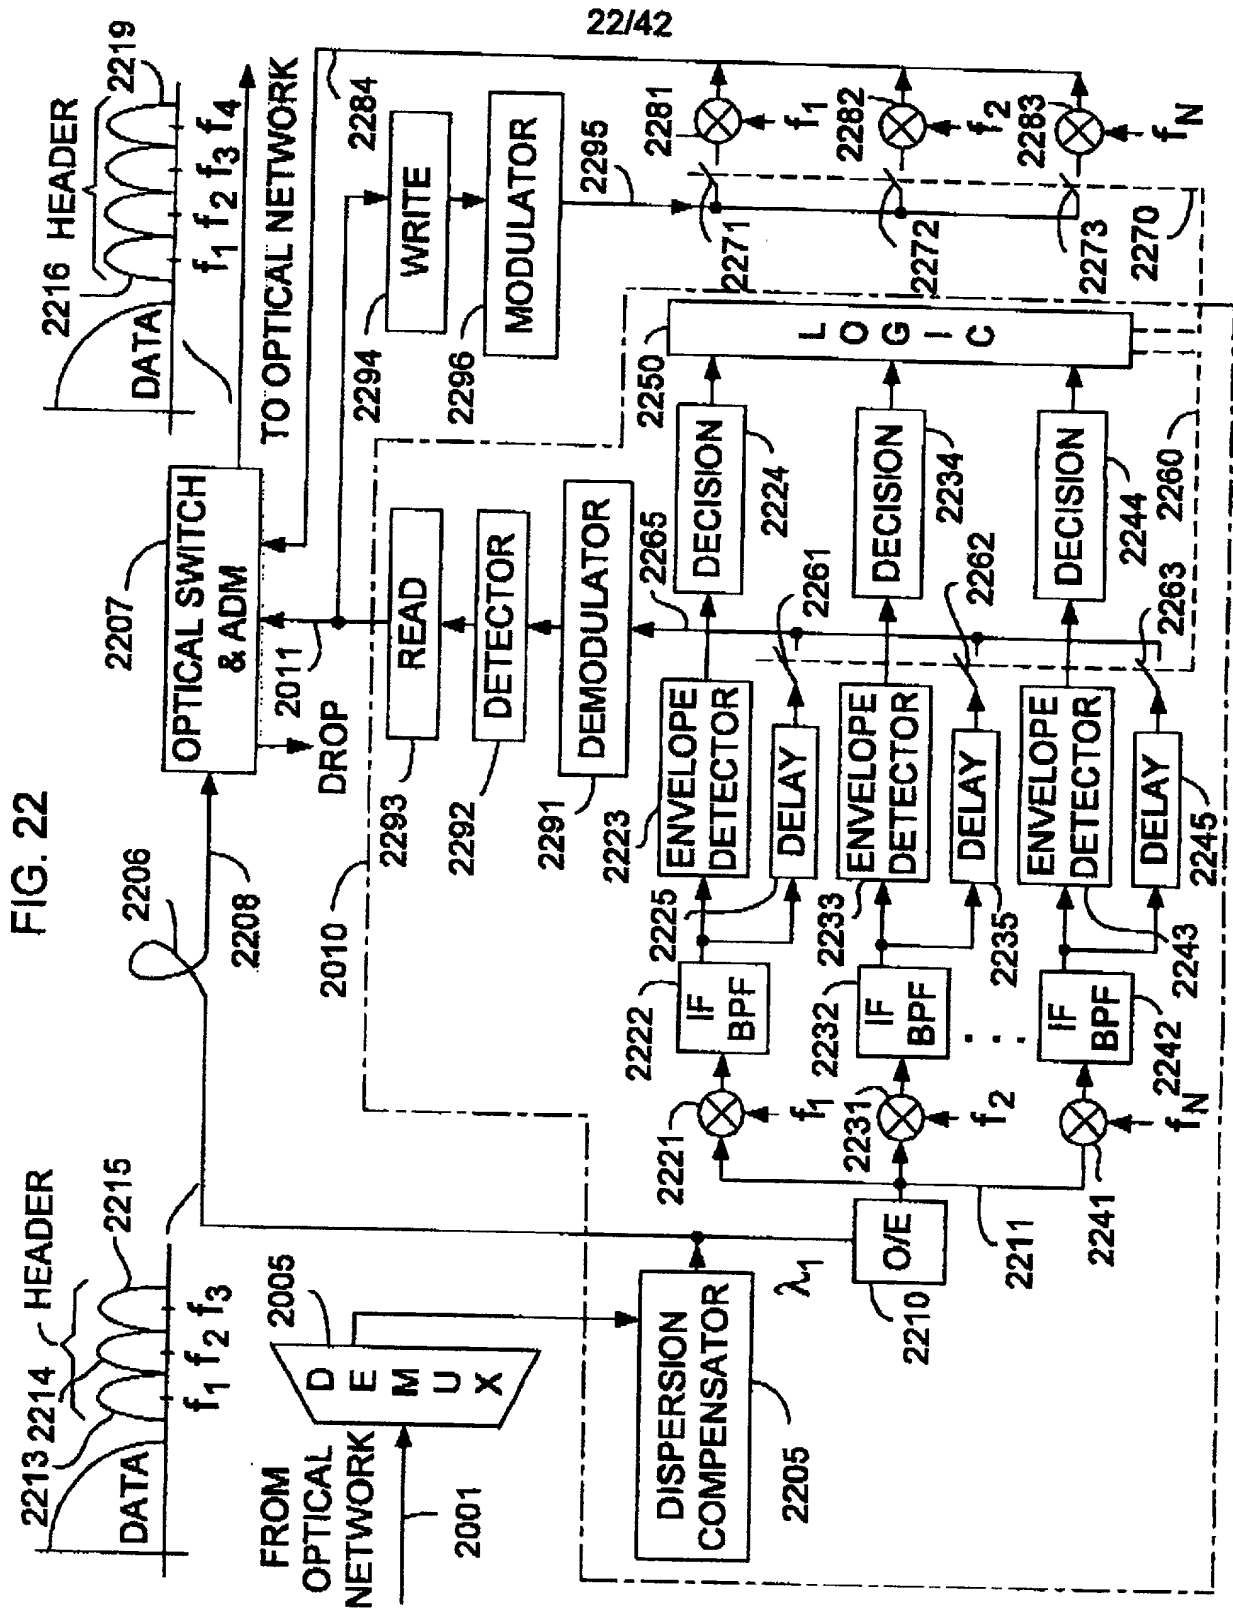 22/42
FIG. 22
DATA
2213
2214
HEADER
2215
f1 f2 f3
DATA
2216
HEADER
2219
f1 f2 f3 f4
FROM
OPTICAL
NETWORK
2001
DEMUX
2005
2206
2208
2207
OPTICAL SWITCH
& ADM
TO OPTICAL NETWORK
DROP
2011
2284
DISPERSION
COMPENSATOR
2205
λ1
2010
READ
2293
DETECTOR
2292
DEMODULATOR
2291
2265
WRITE
2294
MODULATOR
2296
2295
O/E
2210
2211
2221
f1
IF
BPF
2222
ENVELOPE
DETECTOR
2223
DELAY
2225
2261
DECISION
2224
2231
f2
IF
BPF
2232
ENVELOPE
DETECTOR
2233
DELAY
2235
2262
DECISION
2234
. . .
2241
fN
IF
BPF
2242
ENVELOPE
DETECTOR
2243
DELAY
2245
2263
DECISION
2244
2260
LOGIC
2250
2270
2271
2281
f1
2272
2282
f2
2273
2283
fN